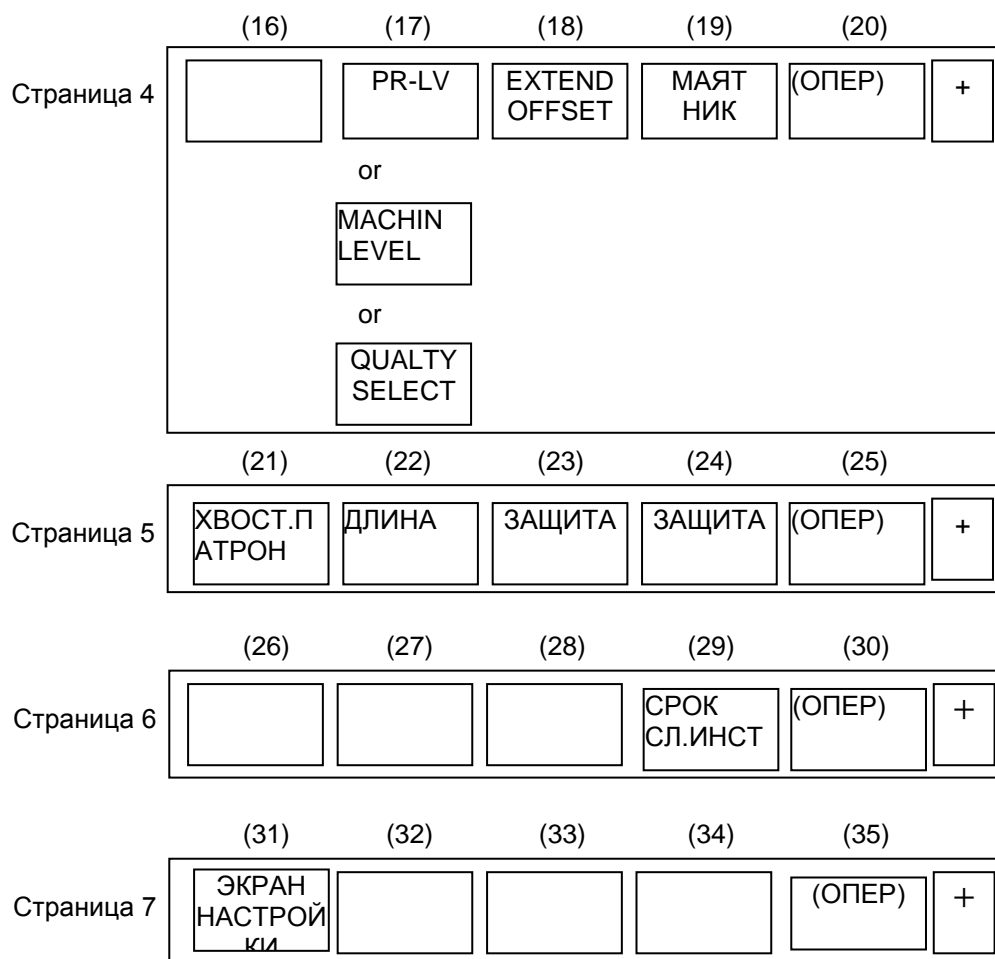 (16) (17) (18) (19) (20)
Страница 4
PR-LV EXTEND МАЯТ (ОПЕР) +
OFFSET НИК
or
MACHIN
LEVEL
or
QUALTY
SELECT
(21) (22) (23) (24) (25)
Страница 5
ХВОСТ.П ДЛИНА ЗАЩИТА ЗАЩИТА (ОПЕР) +
АТРОН
(26) (27) (28) (29) (30)
Страница 6
СРОК (ОПЕР) +
СЛ.ИНСТ
(31) (32) (33) (34) (35)
Страница 7
ЭКРАН (ОПЕР) +
НАСТРОЙ
КИ